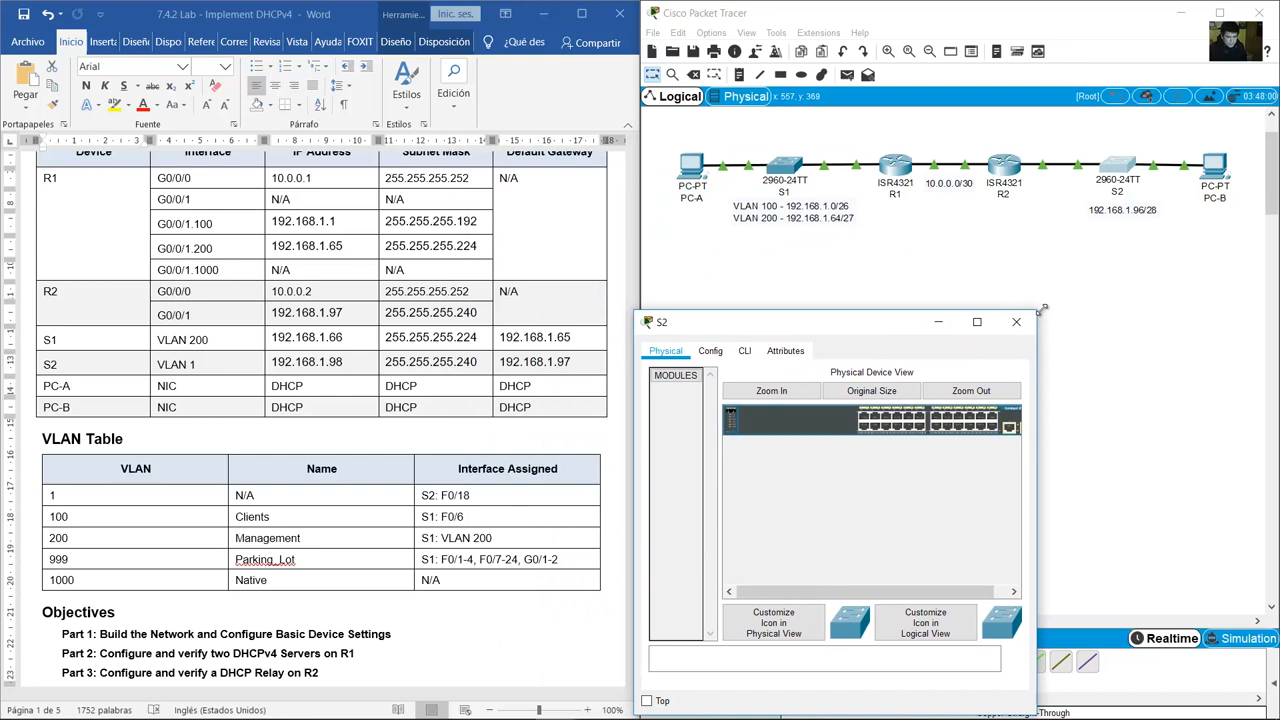 7.4.2 Lab - Implement DHCPv4 - Word
Herramie...
Inic. ses.
Archivo Inicio Inserta Diseño Dispo Refer Corres Revisa Vista Ayuda FOXIT Diseño Disposición ¿Qué des Compartir
Pegar
Arial
N K S abc x₂ x²
A Aa
Estilos
Edición
Portapapeles
Fuente
Párrafo
Estilos
Device Interface IP Address Subnet Mask Default Gateway
R1 G0/0/0 10.0.0.1 255.255.255.252 N/A
G0/0/1 N/A N/A
G0/0/1.100 192.168.1.1 255.255.255.192
G0/0/1.200 192.168.1.65 255.255.255.224
G0/0/1.1000 N/A N/A
R2 G0/0/0 10.0.0.2 255.255.255.252 N/A
G0/0/1 192.168.1.97 255.255.255.240
S1 VLAN 200 192.168.1.66 255.255.255.224 192.168.1.65
S2 VLAN 1 192.168.1.98 255.255.255.240 192.168.1.97
PC-A NIC DHCP DHCP DHCP
PC-B NIC DHCP DHCP DHCP
VLAN Table
VLAN Name Interface Assigned
1 N/A S2: F0/18
100 Clients S1: F0/6
200 Management S1: VLAN 200
999 Parking_Lot S1: F0/1-4, F0/7-24, G0/1-2
1000 Native N/A
Objectives
Part 1: Build the Network and Configure Basic Device Settings
Part 2: Configure and verify two DHCPv4 Servers on R1
Part 3: Configure and verify a DHCP Relay on R2
Página 1 de 5 1752 palabras Inglés (Estados Unidos) 100%
Cisco Packet Tracer
File Edit Options View Tools Extensions Help
Logical Physical x: 557, y: 369 [Root] 03:48:00
PC-PT
PC-A
2960-24TT
S1
VLAN 100 - 192.168.1.0/26
VLAN 200 - 192.168.1.64/27
ISR4321
R1
10.0.0.0/30
ISR4321
R2
2960-24TT
S2
192.168.1.96/28
PC-PT
PC-B
S2
Physical Config CLI Attributes
MODULES
Physical Device View
Zoom In Original Size Zoom Out
Customize
Icon in
Physical View
Customize
Icon in
Logical View
Top
Realtime Simulation
Copper Straight-Through